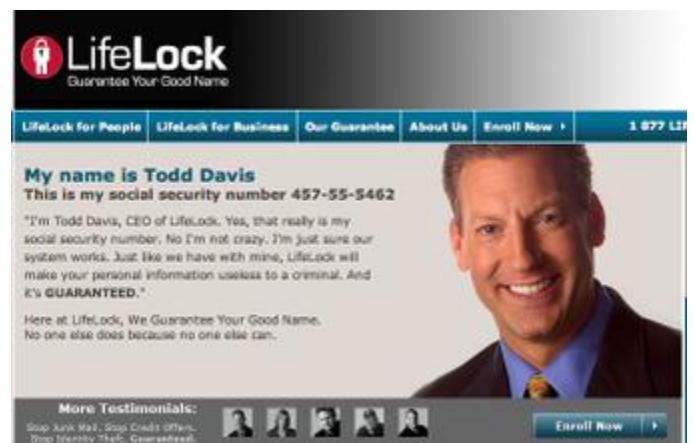 LifeLock
Guarantee Your Good Name
LifeLock for People LifeLock for Business Our Guarantee About Us Enroll Now 1 877 LI
My name is Todd Davis
This is my social security number 457-55-5462
"I'm Todd Davis, CEO of LifeLock. Yes, that really is my
social security number. No I'm not crazy. I'm just sure our
system works. Just like we have with mine, LifeLock will
make your personal information useless to a criminal. And
it's GUARANTEED."
Here at LifeLock, We Guarantee Your Good Name.
No one else does because no one else can.
More Testimonials:
Stop Junk Mail. Stop Credit Offers.
Stop Identity Theft. Guaranteed.
Enroll Now